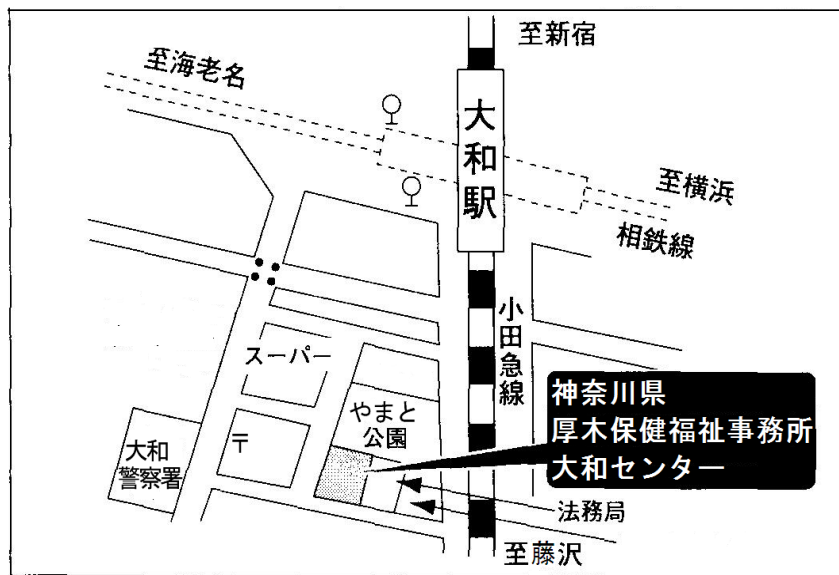 至新宿
至海老名
大和駅
至横浜
相鉄線
小田急線
スーパー
神奈川県
厚木保健福祉事務所
大和センター
やまと
公園
〒
大和
警察署
法務局
至藤沢